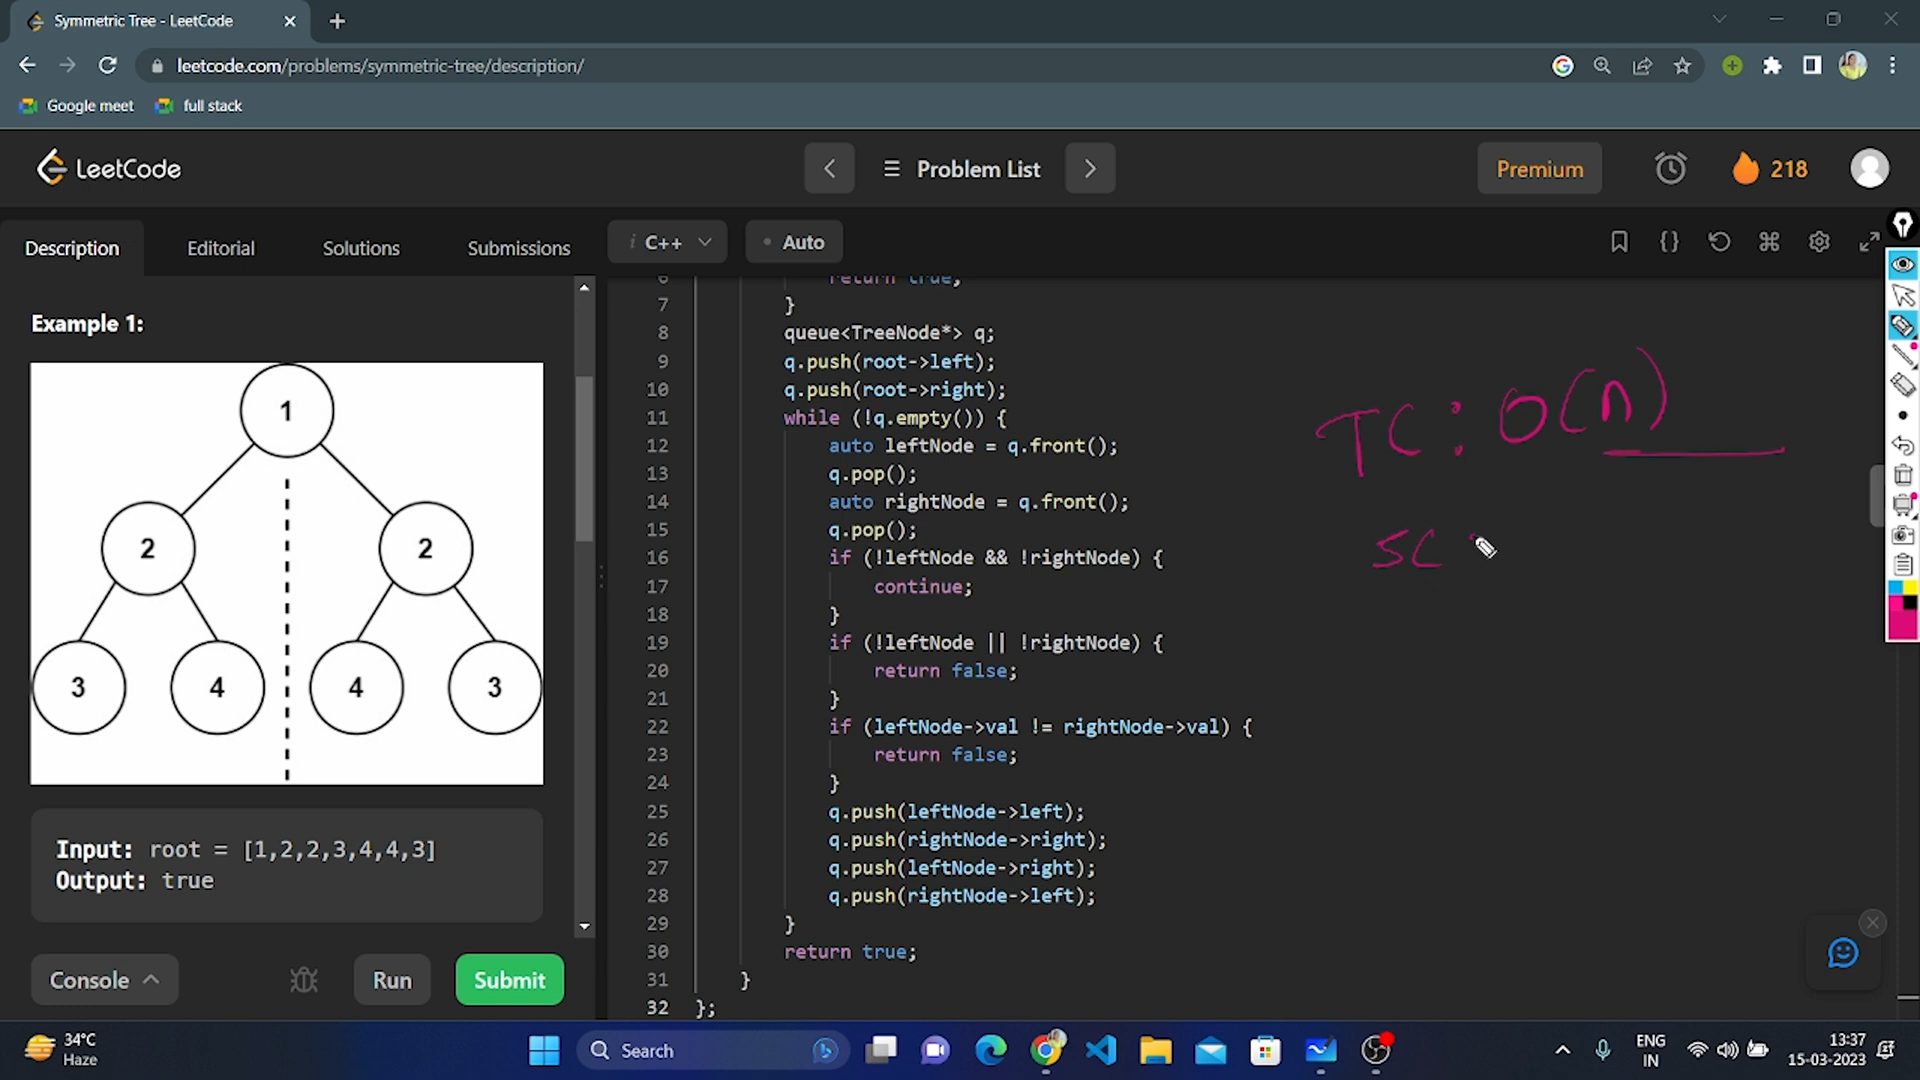 Symmetric Tree - LeetCode
leetcode.com/problems/symmetric-tree/description/
Google meet full stack
LeetCode
Problem List
Premium
218
Description Editorial Solutions Submissions
i C++
Auto
Example 1:
1
2 2
3 4 4 3
Input: root = [1,2,2,3,4,4,3]
Output: true
Console
Run
Submit
6 return true;
7 }
8 queue<TreeNode*> q;
9 q.push(root->left);
10 q.push(root->right);
11 while (!q.empty()) {
12 auto leftNode = q.front();
13 q.pop();
14 auto rightNode = q.front();
15 q.pop();
16 if (!leftNode && !rightNode) {
17 continue;
18 }
19 if (!leftNode || !rightNode) {
20 return false;
21 }
22 if (leftNode->val != rightNode->val) {
23 return false;
24 }
25 q.push(leftNode->left);
26 q.push(rightNode->right);
27 q.push(leftNode->right);
28 q.push(rightNode->left);
29 }
30 return true;
31 }
32 };
TC: O(n)
SC
34°C
Haze
Search
ENG
IN
13:37
15-03-2023